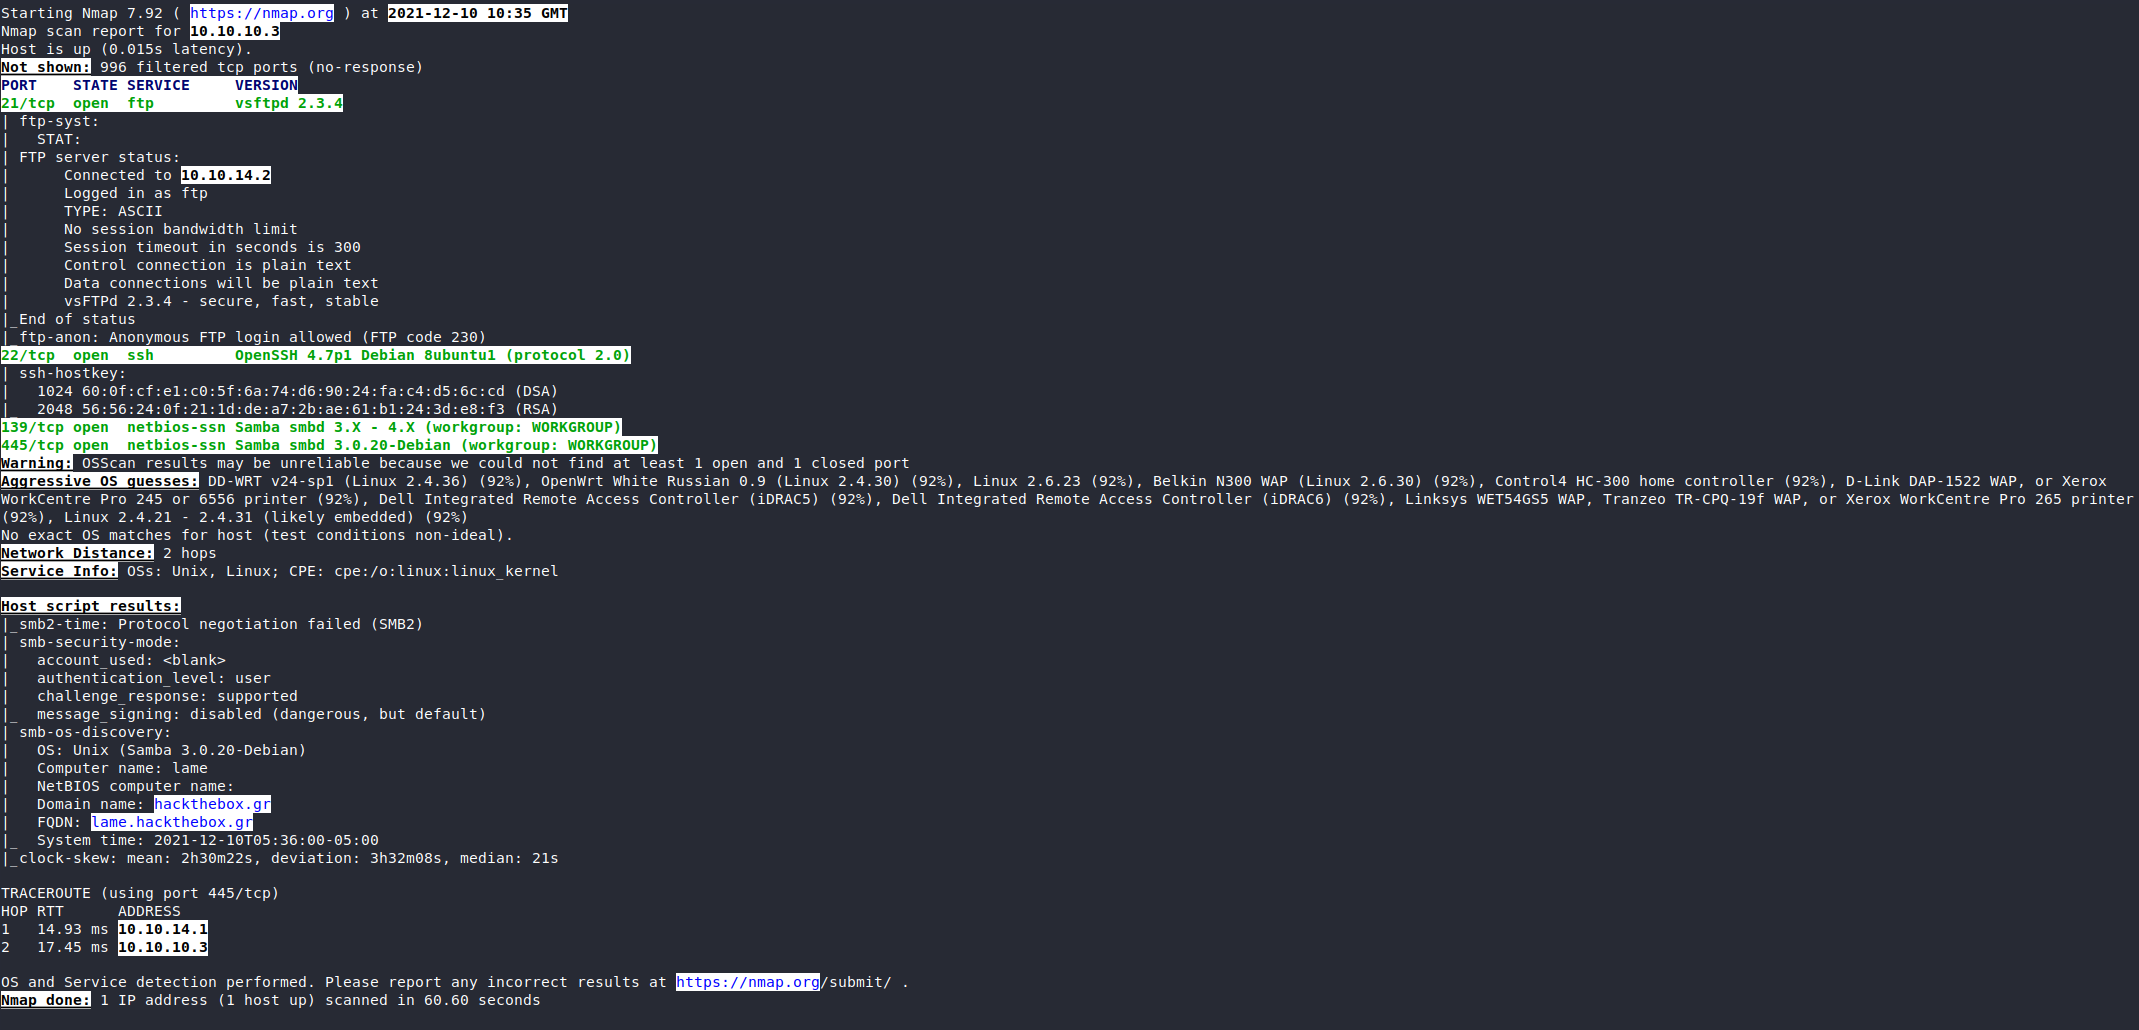 Starting Nmap 7.92 ( https://nmap.org ) at 2021-12-10 10:35 GMT
Nmap scan report for 10.10.10.3
Host is up (0.015s latency).
Not shown: 996 filtered tcp ports (no-response)
PORT    STATE SERVICE     VERSION
21/tcp  open  ftp         vsftpd 2.3.4
| ftp-syst:
|   STAT:
| FTP server status:
|      Connected to 10.10.14.2
|      Logged in as ftp
|      TYPE: ASCII
|      No session bandwidth limit
|      Session timeout in seconds is 300
|      Control connection is plain text
|      Data connections will be plain text
|      vsFTPd 2.3.4 - secure, fast, stable
|_End of status
|_ftp-anon: Anonymous FTP login allowed (FTP code 230)
22/tcp  open  ssh         OpenSSH 4.7p1 Debian 8ubuntu1 (protocol 2.0)
| ssh-hostkey:
|   1024 60:0f:cf:e1:c0:5f:6a:74:d6:90:24:fa:c4:d5:6c:cd (DSA)
|_  2048 56:56:24:0f:21:1d:de:a7:2b:ae:61:b1:24:3d:e8:f3 (RSA)
139/tcp open  netbios-ssn Samba smbd 3.X - 4.X (workgroup: WORKGROUP)
445/tcp open  netbios-ssn Samba smbd 3.0.20-Debian (workgroup: WORKGROUP)
Warning: OSScan results may be unreliable because we could not find at least 1 open and 1 closed port
Aggressive OS guesses: DD-WRT v24-sp1 (Linux 2.4.36) (92%), OpenWrt White Russian 0.9 (Linux 2.4.30) (92%), Linux 2.6.23 (92%), Belkin N300 WAP (Linux 2.6.30) (92%), Control4 HC-300 home controller (92%), D-Link DAP-1522 WAP, or Xerox
WorkCentre Pro 245 or 6556 printer (92%), Dell Integrated Remote Access Controller (iDRAC5) (92%), Dell Integrated Remote Access Controller (iDRAC6) (92%), Linksys WET54GS5 WAP, Tranzeo TR-CPQ-19f WAP, or Xerox WorkCentre Pro 265 printer
(92%), Linux 2.4.21 - 2.4.31 (likely embedded) (92%)
No exact OS matches for host (test conditions non-ideal).
Network Distance: 2 hops
Service Info: OSs: Unix, Linux; CPE: cpe:/o:linux:linux_kernel

Host script results:
|_smb2-time: Protocol negotiation failed (SMB2)
| smb-security-mode:
|   account_used: <blank>
|   authentication_level: user
|   challenge_response: supported
|_  message_signing: disabled (dangerous, but default)
| smb-os-discovery:
|   OS: Unix (Samba 3.0.20-Debian)
|   Computer name: lame
|   NetBIOS computer name:
|   Domain name: hackthebox.gr
|   FQDN: lame.hackthebox.gr
|_  System time: 2021-12-10T05:36:00-05:00
|_clock-skew: mean: 2h30m22s, deviation: 3h32m08s, median: 21s

TRACEROUTE (using port 445/tcp)
HOP RTT      ADDRESS
1   14.93 ms 10.10.14.1
2   17.45 ms 10.10.10.3

OS and Service detection performed. Please report any incorrect results at https://nmap.org/submit/ .
Nmap done: 1 IP address (1 host up) scanned in 60.60 seconds